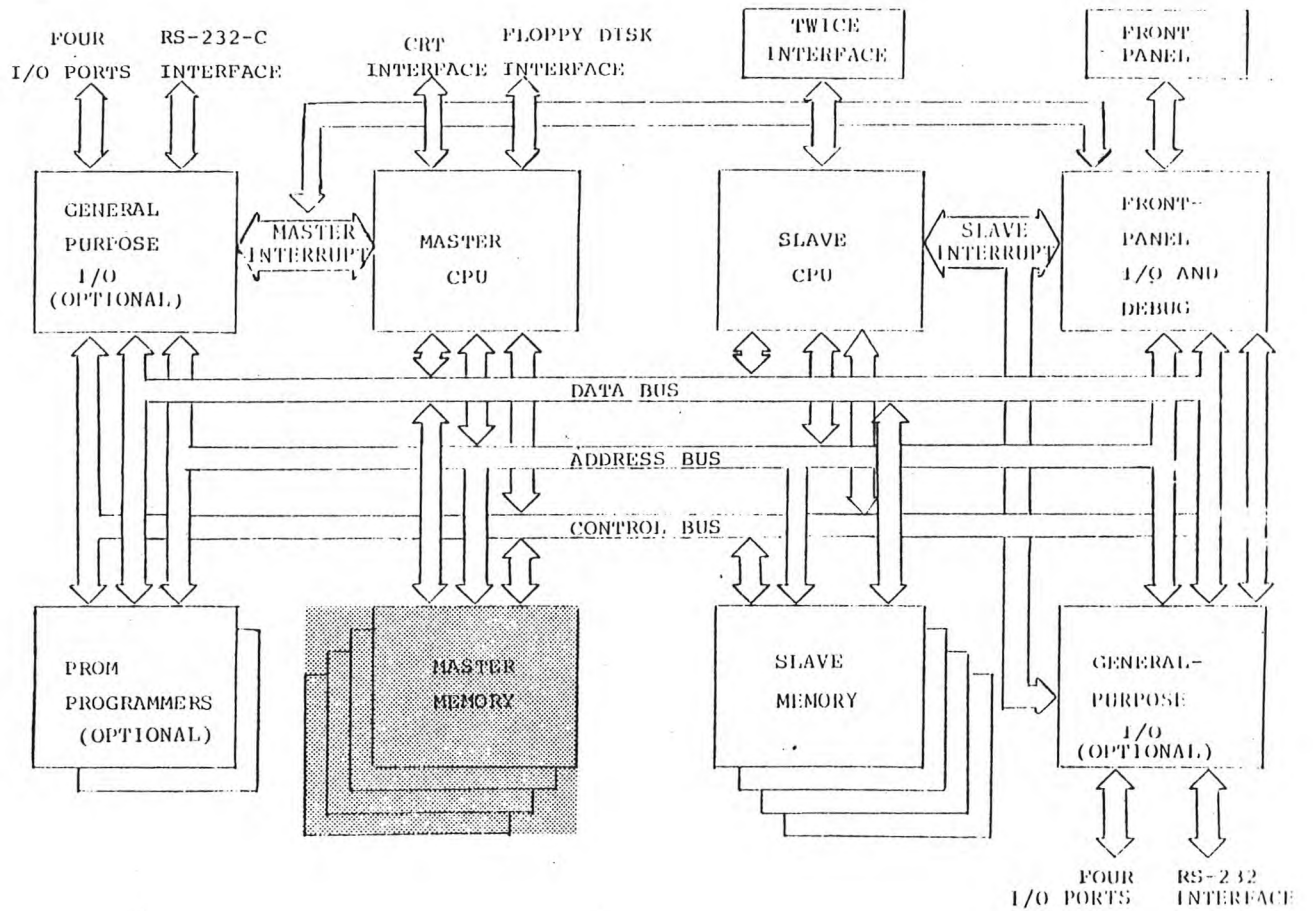 FOUR
I/O PORTS
RS-232-C
INTERFACE
CRT
INTERFACE
FLOPPY DISK
INTERFACE
TWICE
INTERFACE
FRONT
PANEL
GENERAL
PURPOSE
I/O
(OPTIONAL)
MASTER
INTERRUPT
MASTER
CPU
SLAVE
CPU
SLAVE
INTERRUPT
FRONT-
PANEL
I/O AND
DEBUG
DATA BUS
ADDRESS BUS
CONTROL BUS
PROM
PROGRAMMERS
(OPTIONAL)
MASTER
MEMORY
SLAVE
MEMORY
GENERAL-
PURPOSE
I/O
(OPTIONAL)
FOUR
I/O PORTS
RS-232
INTERFACE